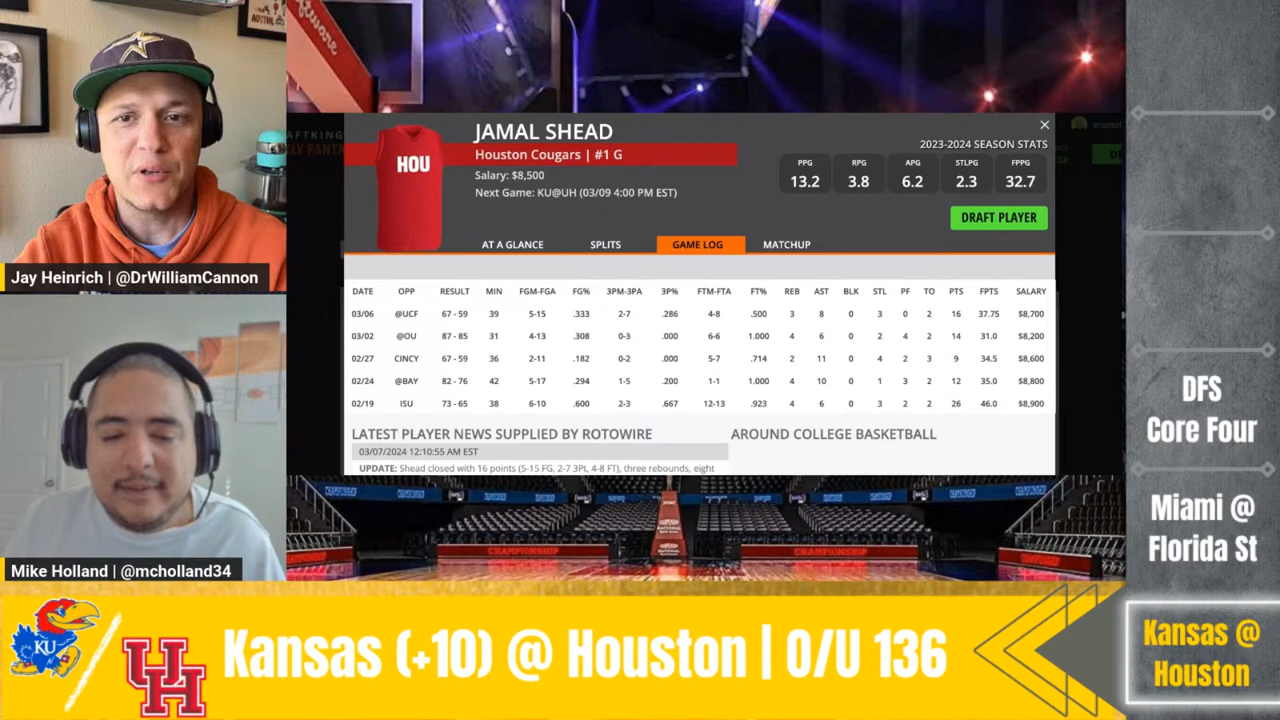 JAMAL SHEAD
Houston Cougars | #1 G
Salary: $8,500
Next Game: KU@UH (03/09 4:00 PM EST)
2023-2024 SEASON STATS
PPG RPG APG STLPG FPPG
13.2 3.8 6.2 2.3 32.7
DRAFT PLAYER
AT A GLANCE SPLITS GAME LOG MATCHUP
DATE OPP RESULT MIN FGM-FGA FG% 3PM-3PA 3P% FTM-FTA FT% REB AST BLK STL PF TO PTS FPTS SALARY
03/06 @UCF 67 - 59 39 5-15 .333 2-7 .286 4-8 .500 3 8 0 3 0 2 16 37.75 $8,700
03/02 @OU 87 - 85 31 4-13 .308 0-3 .000 6-6 1.000 4 6 0 2 4 2 14 31.0 $8,200
02/27 CINCY 67 - 59 36 2-11 .182 0-2 .000 5-7 .714 2 11 0 4 2 3 9 34.5 $8,600
02/24 @BAY 82 - 76 42 5-17 .294 1-5 .200 1-1 1.000 4 10 0 1 3 2 12 35.0 $8,800
02/19 ISU 73 - 65 38 6-10 .600 2-3 .667 12-13 .923 4 6 0 3 2 2 26 46.0 $8,900
LATEST PLAYER NEWS SUPPLIED BY ROTOWIRE
03/07/2024 12:10:55 AM EST
UPDATE: Shead closed with 16 points (5-15 FG, 2-7 3Pt, 4-8 FT), three rebounds, eight
AROUND COLLEGE BASKETBALL
HOU
Jay Heinrich | @DrWilliamCannon
Mike Holland | @mcholland34
CHAMPIONSHIP
CHAMPIONSHIP
DFS
Core Four
Miami @
Florida St
Kansas @
Houston
KU
UH
Kansas (+10) @ Houston | O/U 136